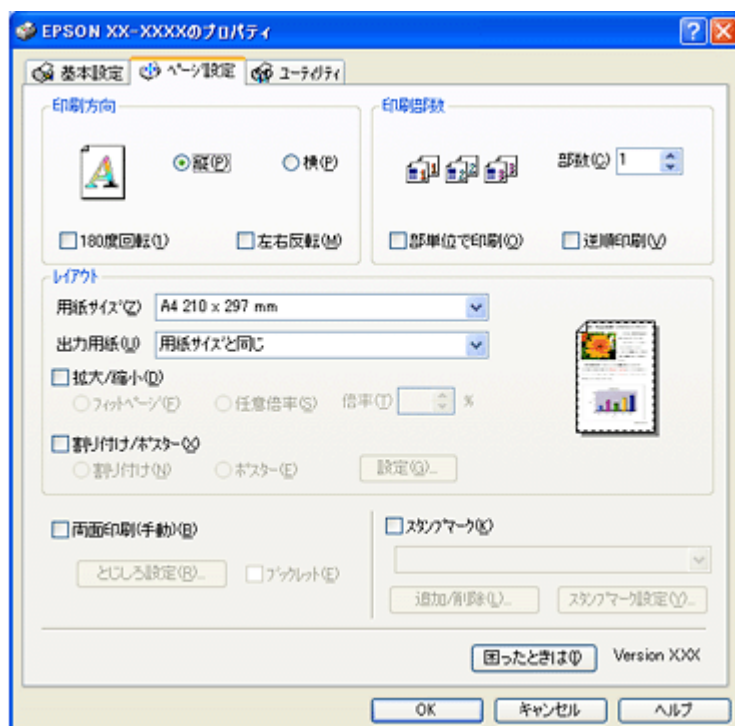 EPSON XX-XXXXのプロパティ
基本設定 ページ設定 ユーティリティ
印刷方向
縦(P) 横(P)
180度回転(1) 左右反転(M)
印刷部数
部数(C) 1
部単位で印刷(O) 逆順印刷(V)
レイアウト
用紙サイズ(Z) A4 210 x 297 mm
出力用紙(U) 用紙サイズと同じ
拡大/縮小(D)
フィットページ(F) 任意倍率(S) 倍率(T) %
割り付け/ポスター(X)
割り付け(N) ポスター(E) 設定(G)...
両面印刷(手動)(B)
とじしろ設定(R)... ブックレット(E)
スタンプマーク(K)
追加/削除(L)... スタンプマーク設定(Y)...
困ったときは(I) Version XXX
OK キャンセル ヘルプ